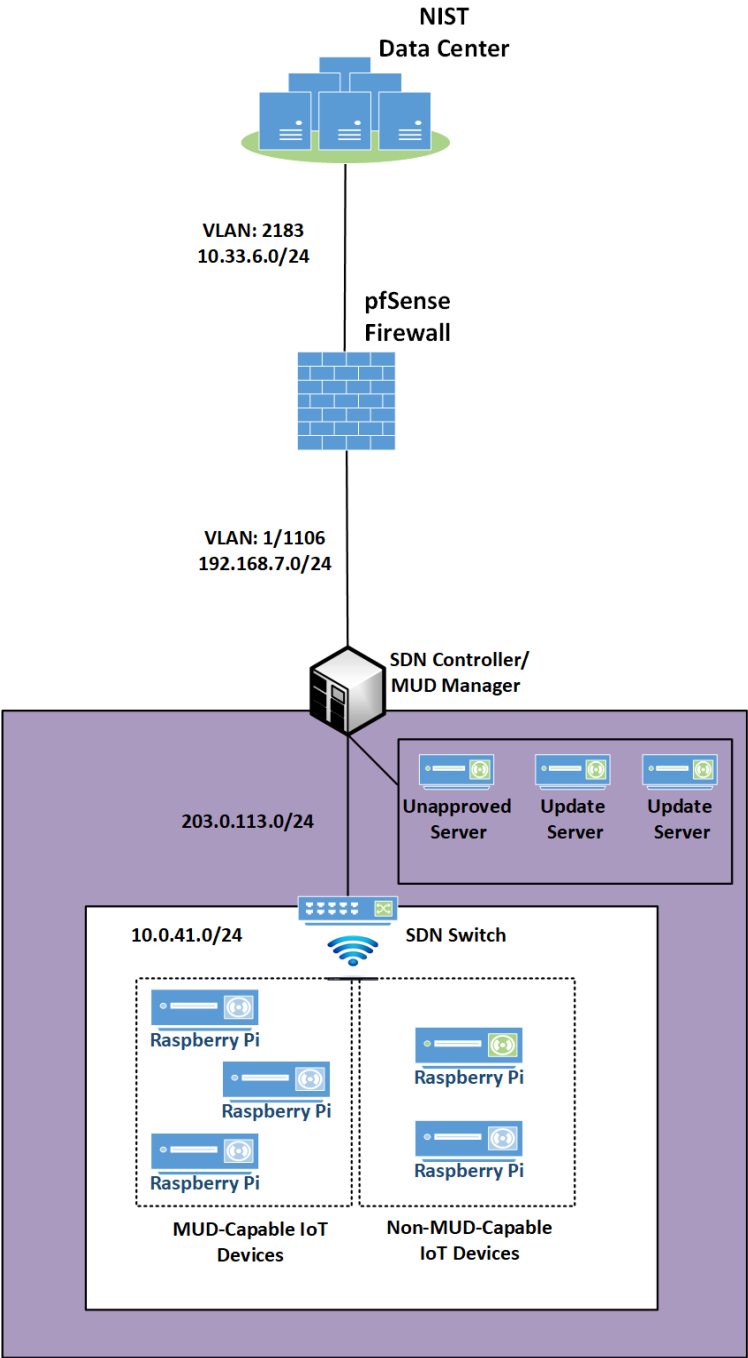 NIST
Data Center
VLAN: 2183
10.33.6.0/24
pfSense
Firewall
VLAN: 1/1106
192.168.7.0/24
SDN Controller/
MUD Manager
Unapproved
Server
Update
Server
Update
Server
203.0.113.0/24
10.0.41.0/24
SDN Switch
Raspberry Pi
Raspberry Pi
Raspberry Pi
Raspberry Pi
Raspberry Pi
MUD-Capable IoT
Devices
Non-MUD-Capable
IoT Devices